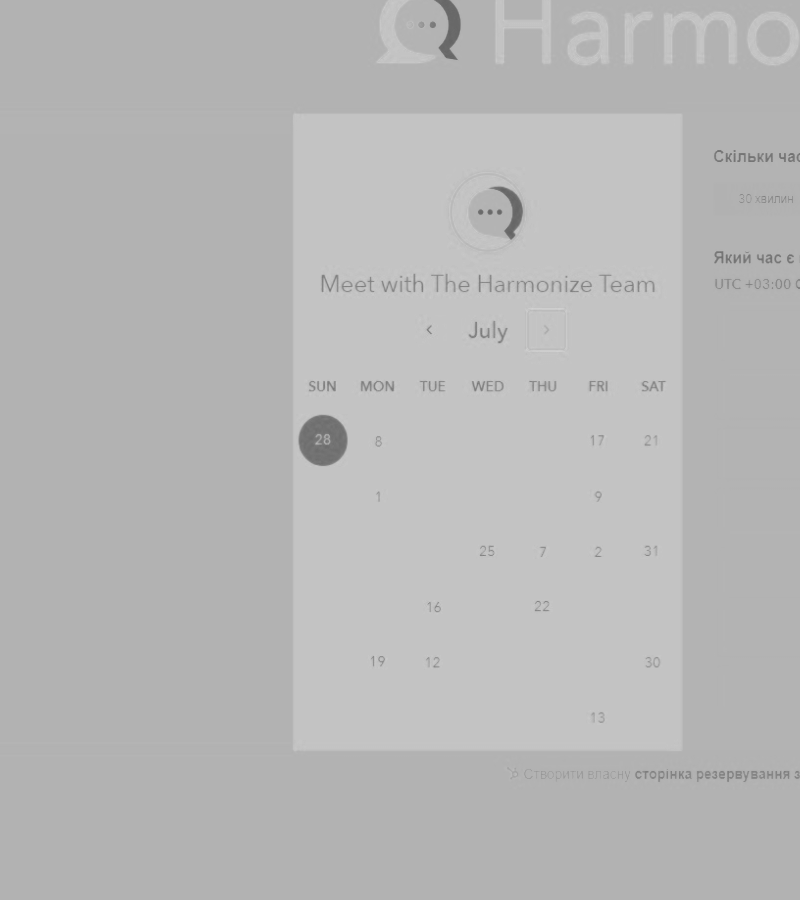 Harmo
Meet with The Harmonize Team
July
SUN MON TUE WED THU FRI SAT
28 8 17 21
1 9
25 7 2 31
16 22
19 12 30
13
Скільки час
30 хвилин
Який час є
UTC +03:00
Створити власну сторінка резервування з